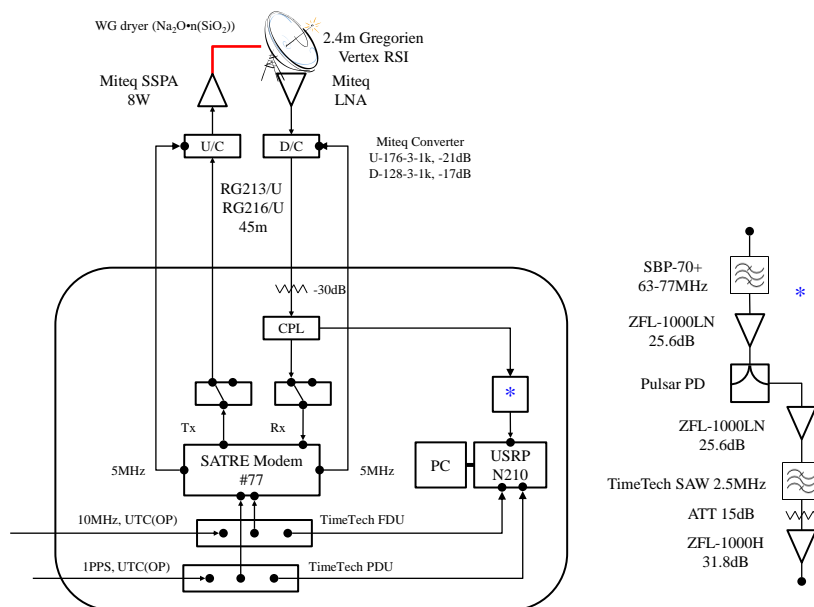 WG dryer (Na₂O•n(SiO₂))
2.4m Gregorien
Vertex RSI
Miteq SSPA
8W
Miteq
LNA
U/C
D/C
Miteq Converter
U-176-3-1k, -21dB
D-128-3-1k, -17dB
RG213/U
RG216/U
45m
-30dB
CPL
*
Tx
Rx
5MHz
SATRE Modem
#77
5MHz
PC
USRP
N210
10MHz, UTC(OP)
TimeTech FDU
1PPS, UTC(OP)
TimeTech PDU
SBP-70+
63-77MHz
*
ZFL-1000LN
25.6dB
Pulsar PD
ZFL-1000LN
25.6dB
TimeTech SAW 2.5MHz
ATT 15dB
ZFL-1000H
31.8dB